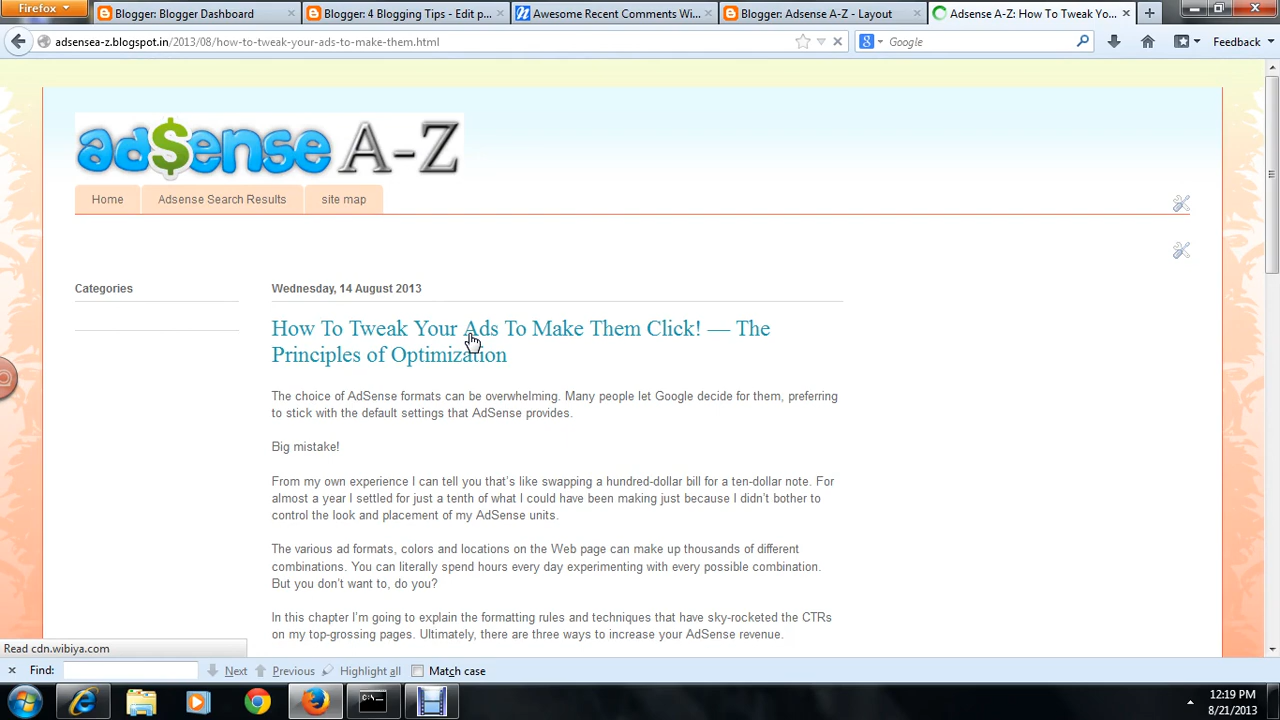 Firefox
Blogger: Blogger Dashboard
Blogger: 4 Blogging Tips - Edit p...
Awesome Recent Comments Wi...
Blogger: Adsense A-Z - Layout
Adsense A-Z: How To Tweak Yo...
adsensea-z.blogspot.in/2013/08/how-to-tweak-your-ads-to-make-them.html
Google
Feedback
ad$ense A-Z
Home
Adsense Search Results
site map
Categories
Wednesday, 14 August 2013
How To Tweak Your Ads To Make Them Click! — The
Principles of Optimization
The choice of AdSense formats can be overwhelming. Many people let Google decide for them, preferring
to stick with the default settings that AdSense provides.
Big mistake!
From my own experience I can tell you that's like swapping a hundred-dollar bill for a ten-dollar note. For
almost a year I settled for just a tenth of what I could have been making just because I didn't bother to
control the look and placement of my AdSense units.
The various ad formats, colors and locations on the Web page can make up thousands of different
combinations. You can literally spend hours every day experimenting with every possible combination.
But you don't want to, do you?
In this chapter I'm going to explain the formatting rules and techniques that have sky-rocketed the CTRs
on my top-grossing pages. Ultimately, there are three ways to increase your AdSense revenue.
Read cdn.wibiya.com
Find:
Next
Previous
Highlight all
Match case
12:19 PM
8/21/2013